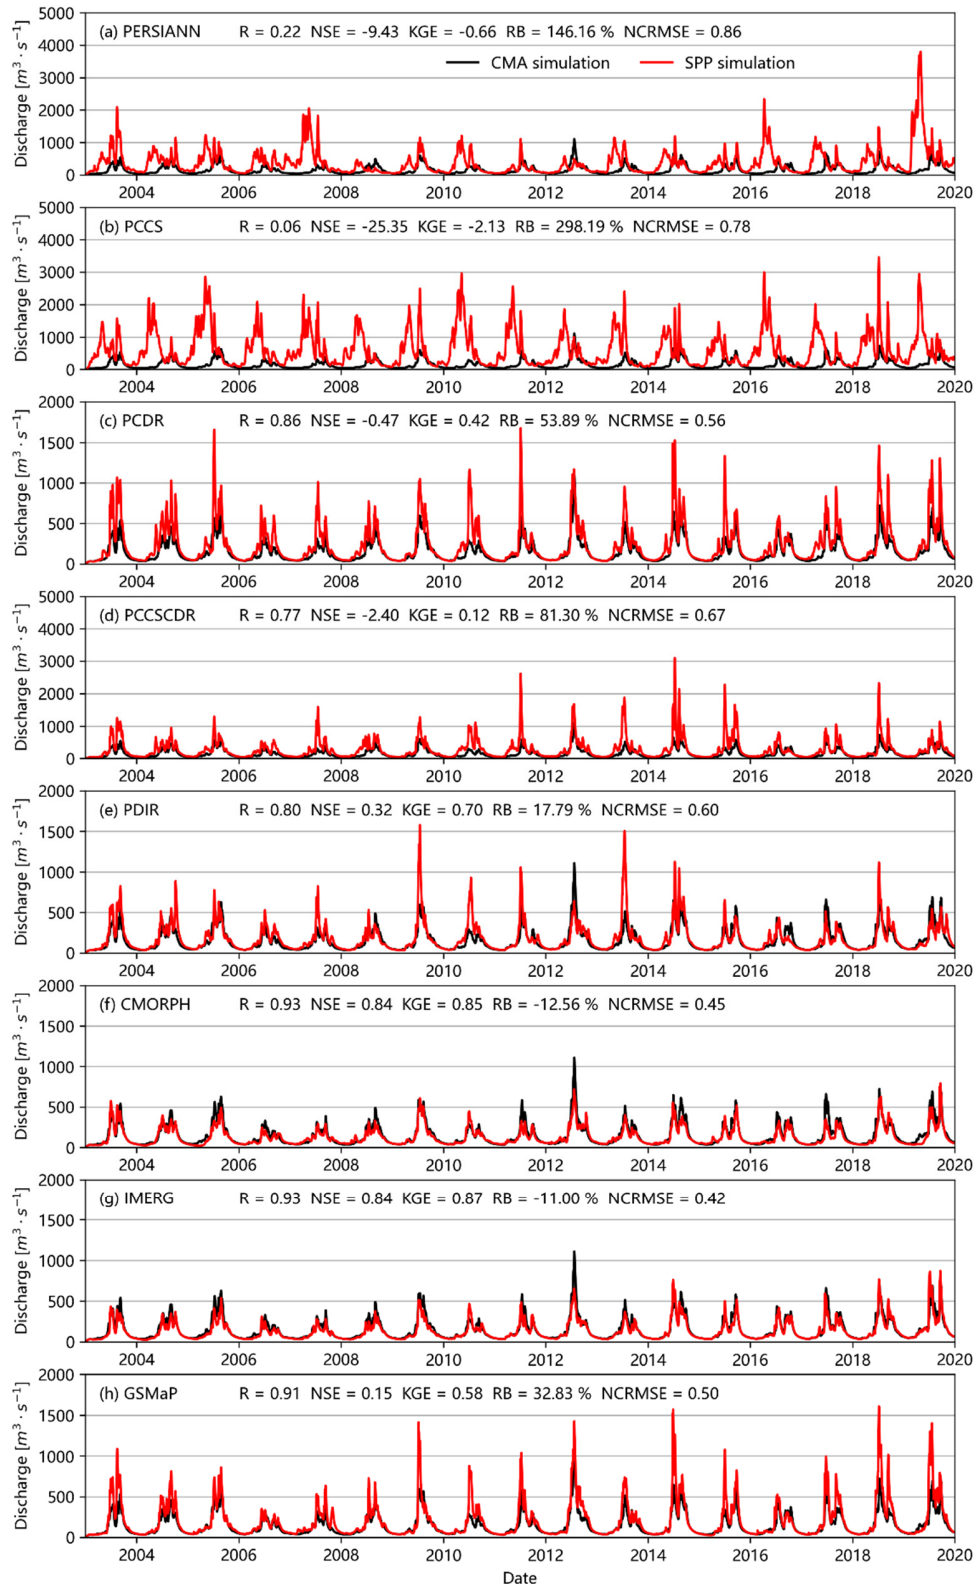 (a) PERSIANN R = 0.22 NSE = -9.43 KGE = -0.66 RB = 146.16 % NCRMSE = 0.86
CMA simulation SPP simulation
Discharge [m³ · s⁻¹]
5000
4000
3000
2000
1000
0
2004 2006 2008 2010 2012 2014 2016 2018 2020
(b) PCCS R = 0.06 NSE = -25.35 KGE = -2.13 RB = 298.19 % NCRMSE = 0.78
Discharge [m³ · s⁻¹]
5000
4000
3000
2000
1000
0
2004 2006 2008 2010 2012 2014 2016 2018 2020
(c) PCDR R = 0.86 NSE = -0.47 KGE = 0.42 RB = 53.89 % NCRMSE = 0.56
Discharge [m³ · s⁻¹]
2000
1500
1000
500
0
2004 2006 2008 2010 2012 2014 2016 2018 2020
(d) PCCSCDR R = 0.77 NSE = -2.40 KGE = 0.12 RB = 81.30 % NCRMSE = 0.67
Discharge [m³ · s⁻¹]
5000
4000
3000
2000
1000
0
2004 2006 2008 2010 2012 2014 2016 2018 2020
(e) PDIR R = 0.80 NSE = 0.32 KGE = 0.70 RB = 17.79 % NCRMSE = 0.60
Discharge [m³ · s⁻¹]
2000
1500
1000
500
0
2004 2006 2008 2010 2012 2014 2016 2018 2020
(f) CMORPH R = 0.93 NSE = 0.84 KGE = 0.85 RB = -12.56 % NCRMSE = 0.45
Discharge [m³ · s⁻¹]
2000
1500
1000
500
0
2004 2006 2008 2010 2012 2014 2016 2018 2020
(g) IMERG R = 0.93 NSE = 0.84 KGE = 0.87 RB = -11.00 % NCRMSE = 0.42
Discharge [m³ · s⁻¹]
2000
1500
1000
500
0
2004 2006 2008 2010 2012 2014 2016 2018 2020
(h) GSMaP R = 0.91 NSE = 0.15 KGE = 0.58 RB = 32.83 % NCRMSE = 0.50
Discharge [m³ · s⁻¹]
2000
1500
1000
500
0
2004 2006 2008 2010 2012 2014 2016 2018 2020
Date